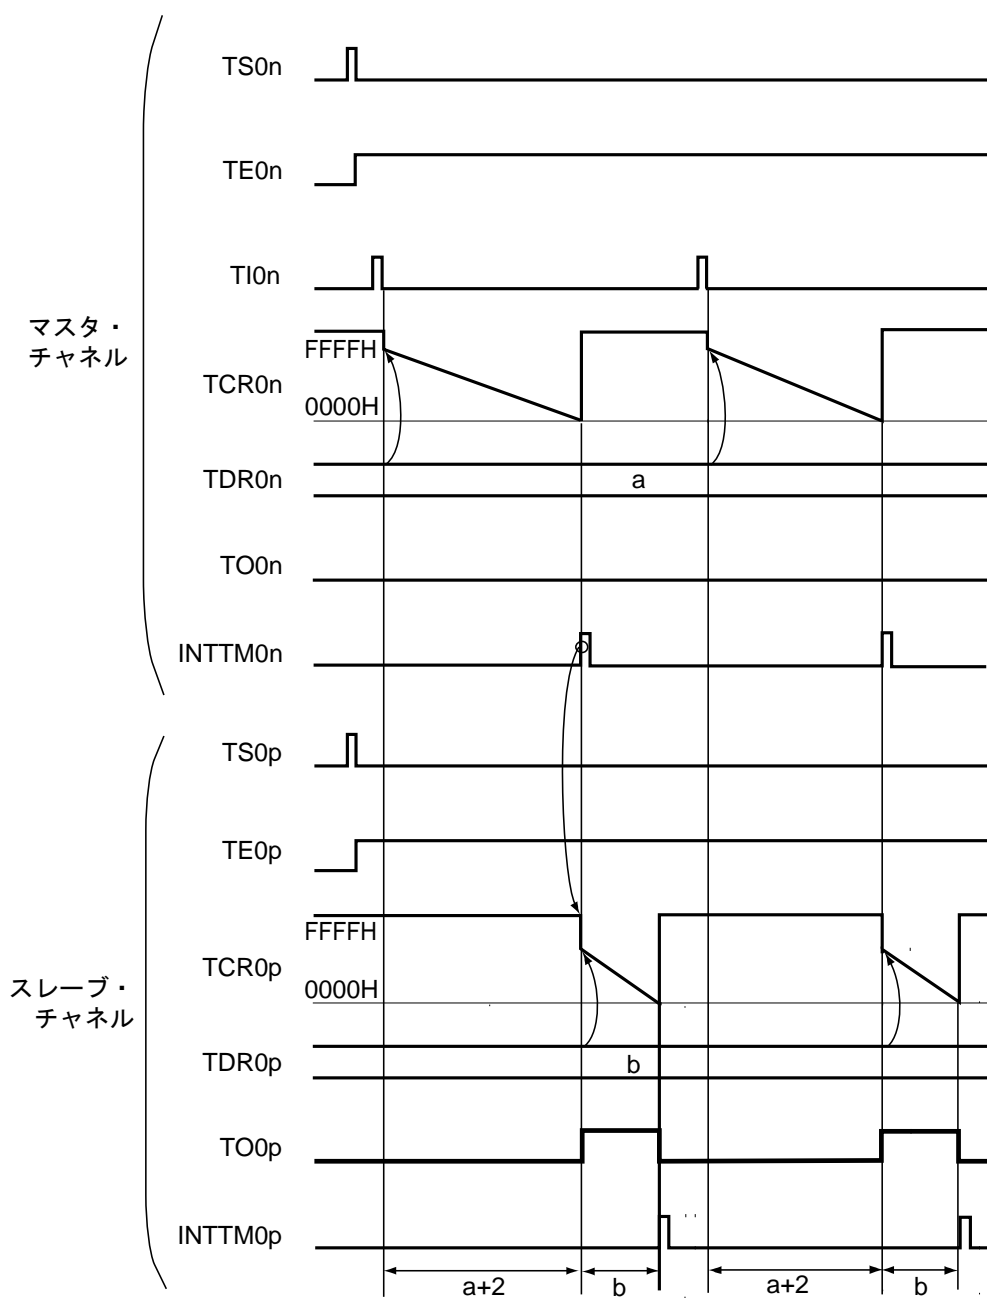 TS0n
TE0n
TI0n
マスタ・
チャネル
FFFFH
TCR0n
0000H
TDR0n
a
TO0n
INTTM0n
TS0p
TE0p
FFFFH
TCR0p
0000H
スレーブ・
チャネル
TDR0p
b
TO0p
INTTM0p
a+2 b a+2 b